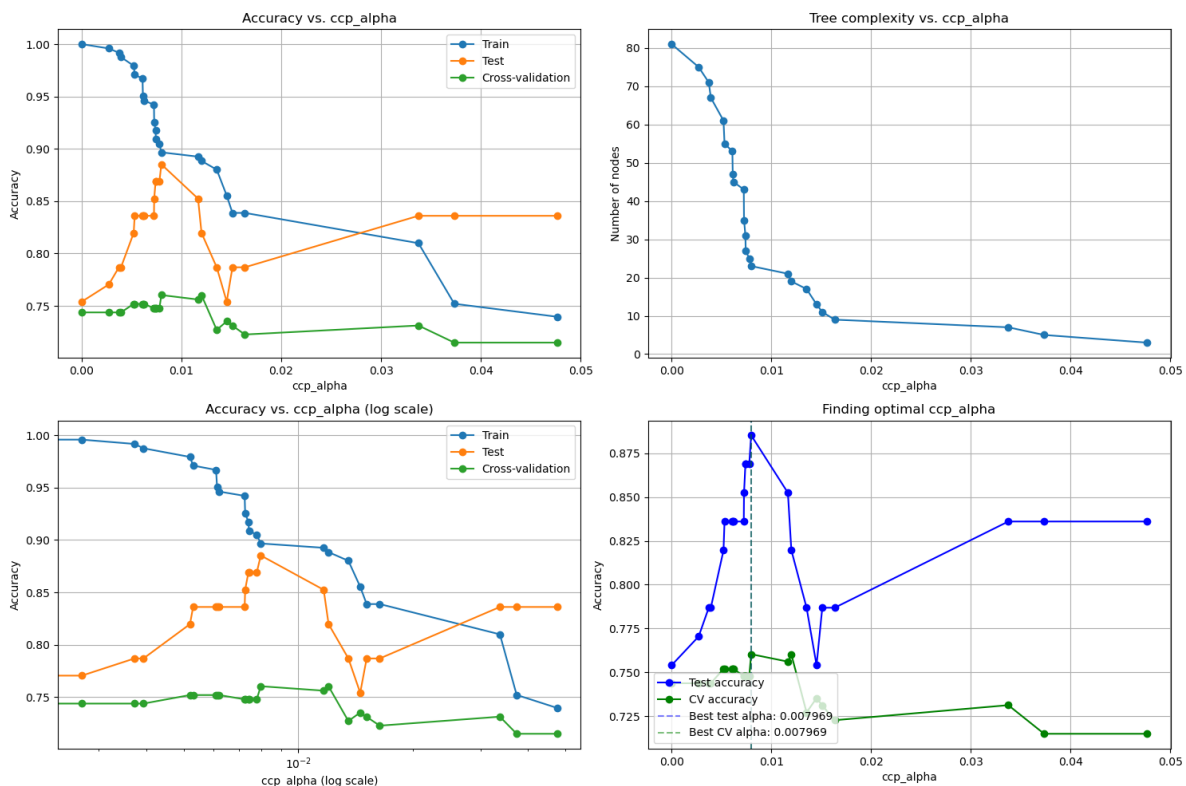 Accuracy vs. ccp_alpha
1.00
0.95
0.90
0.85
0.80
0.75
Accuracy
Train
Test
Cross-validation
0.00
0.01
0.02
0.03
0.04
0.05
ccp_alpha
Tree complexity vs. ccp_alpha
80
70
60
50
40
30
20
10
0
Number of nodes
0.00
0.01
0.02
0.03
0.04
0.05
ccp_alpha
Accuracy vs. ccp_alpha (log scale)
1.00
0.95
0.90
0.85
0.80
0.75
Accuracy
Train
Test
Cross-validation
10⁻²
ccp_alpha (log scale)
Finding optimal ccp_alpha
0.875
0.850
0.825
0.800
0.775
0.750
0.725
Accuracy
Test accuracy
CV accuracy
Best test alpha: 0.007969
Best CV alpha: 0.007969
0.00
0.01
0.02
0.03
0.04
0.05
ccp_alpha